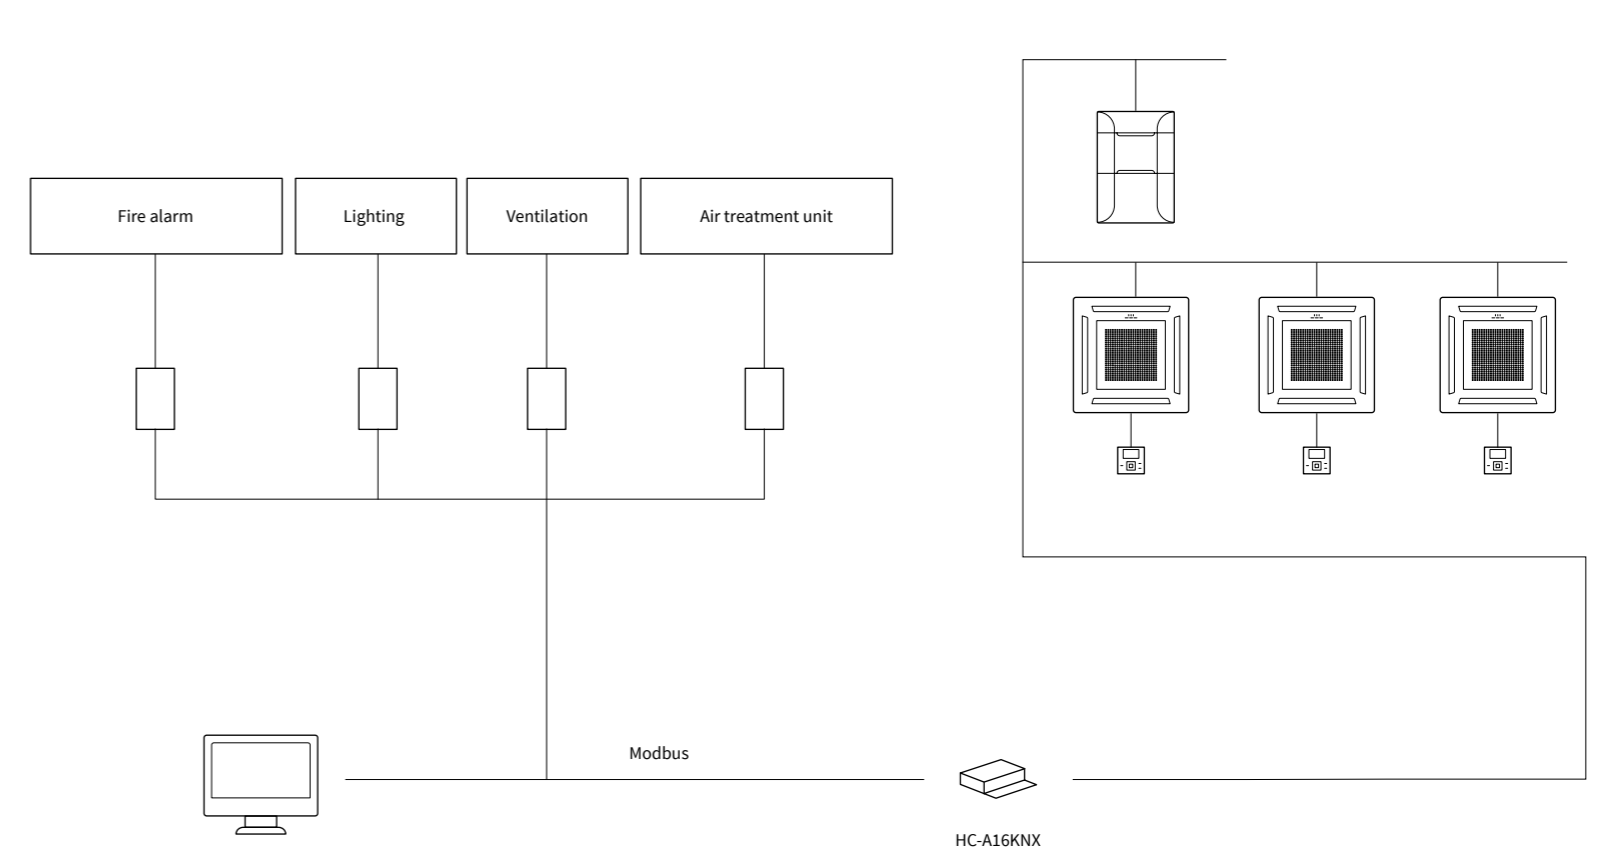 Fire alarm
Lighting
Ventilation
Air treatment unit
Modbus
HC-A16KNX